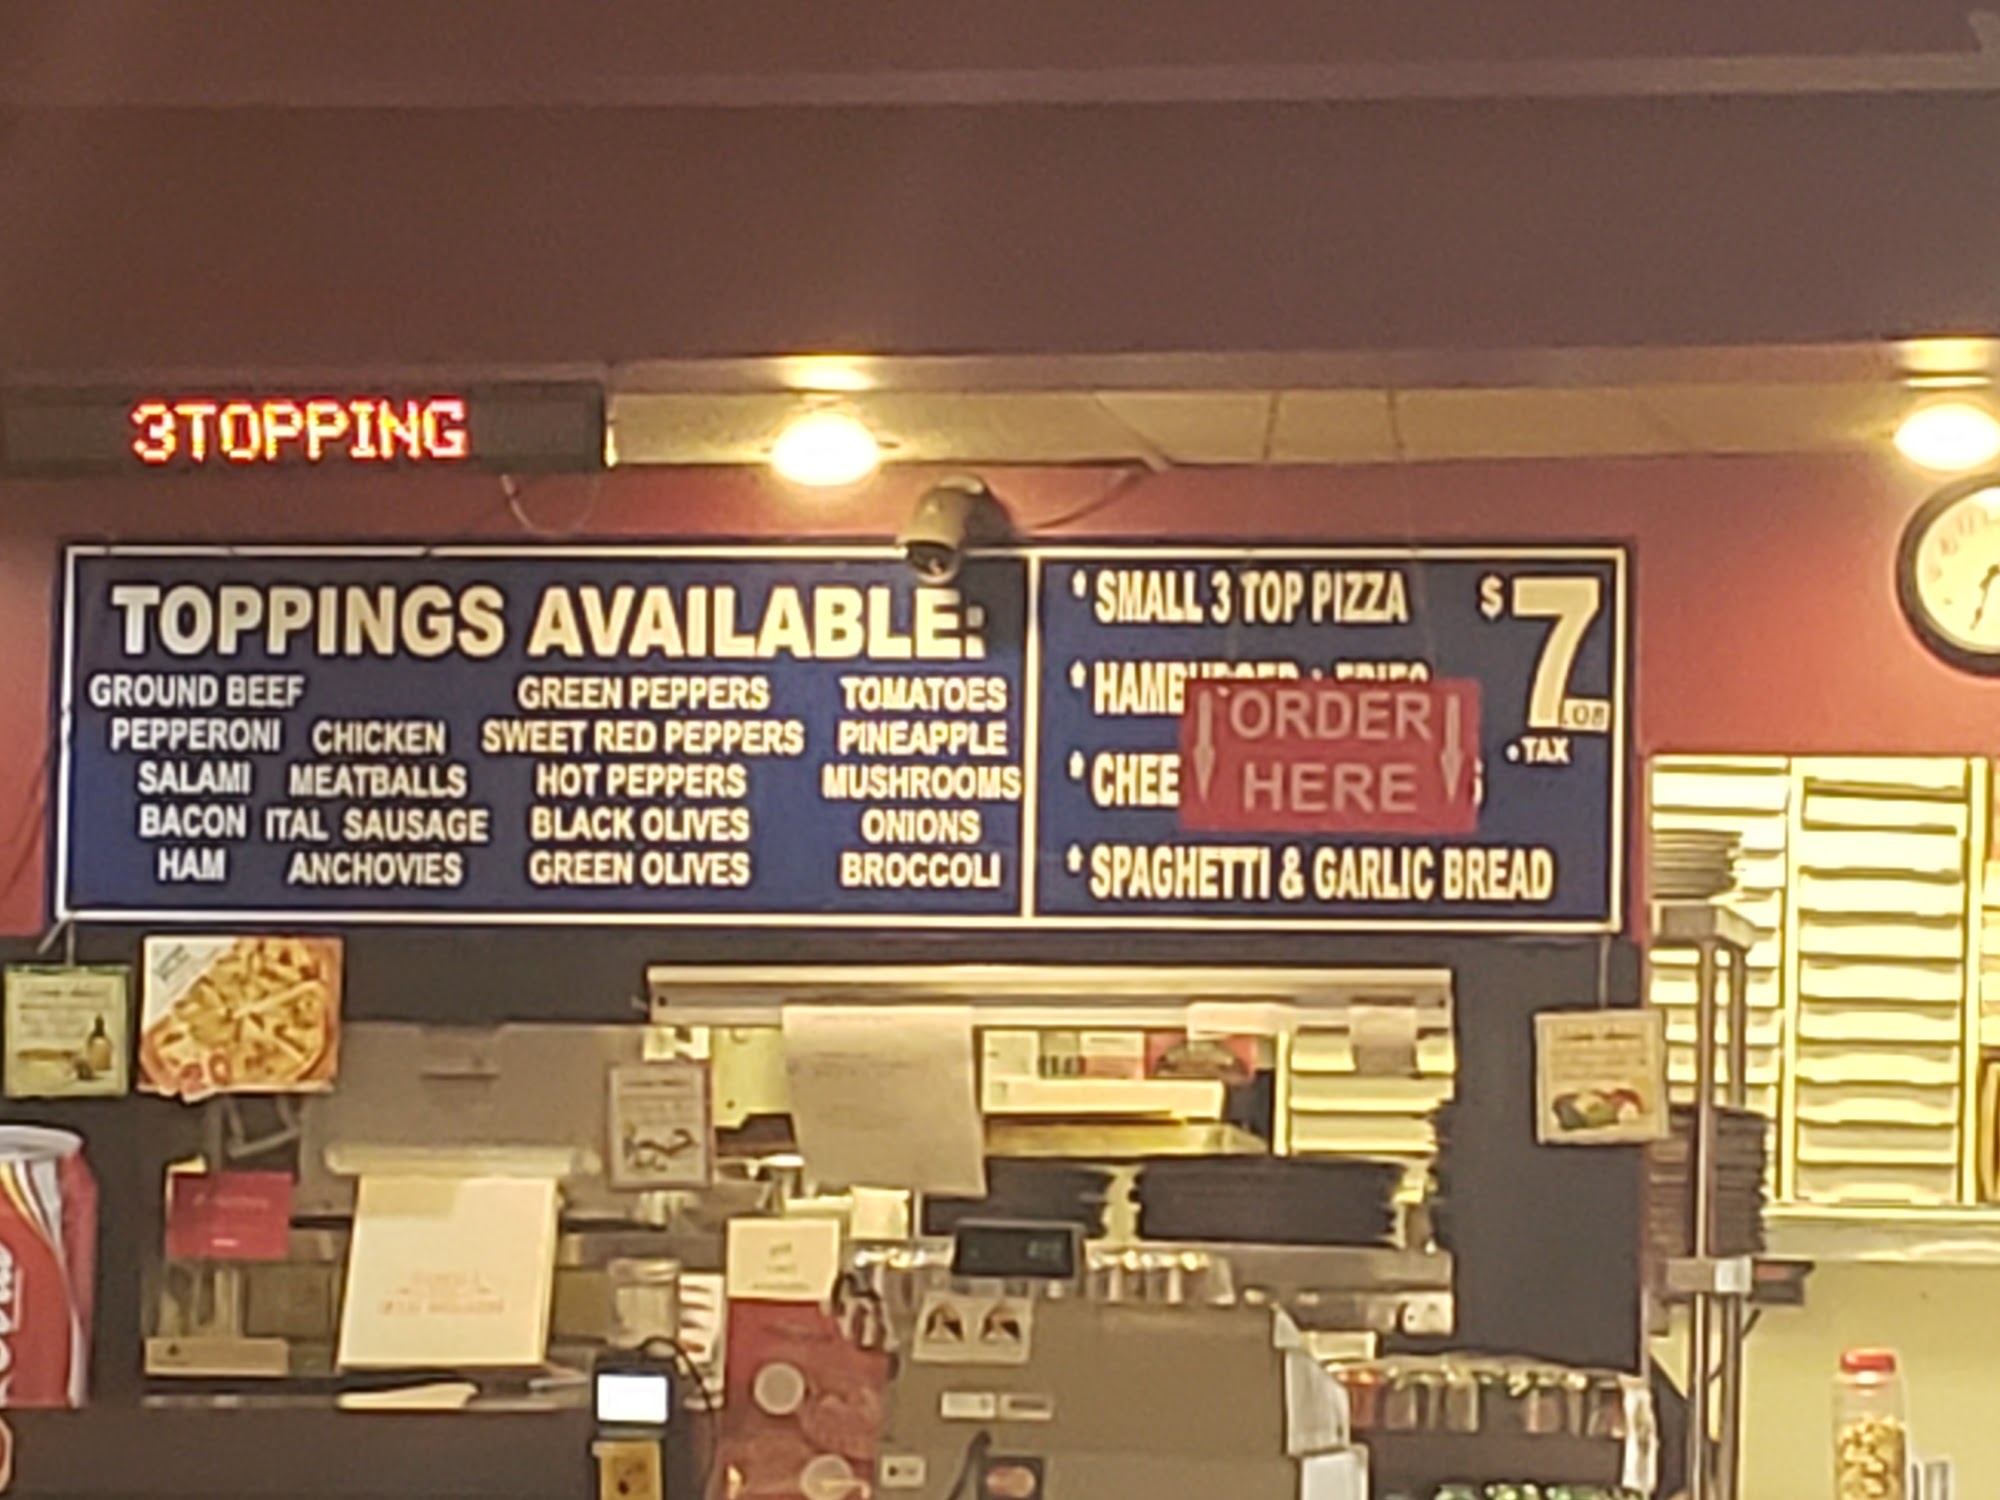 3TOPPING
TOPPINGS AVAILABLE:
GROUND BEEF
PEPPERONI
SALAMI
BACON
HAM
CHICKEN
MEATBALLS
ITAL SAUSAGE
ANCHOVIES
GREEN PEPPERS
SWEET RED PEPPERS
HOT PEPPERS
BLACK OLIVES
GREEN OLIVES
TOMATOES
PINEAPPLE
MUSHROOMS
ONIONS
BROCCOLI
* SMALL 3 TOP PIZZA
* SPAGHETTI & GARLIC BREAD
$7.08
+ TAX
ORDER
HERE